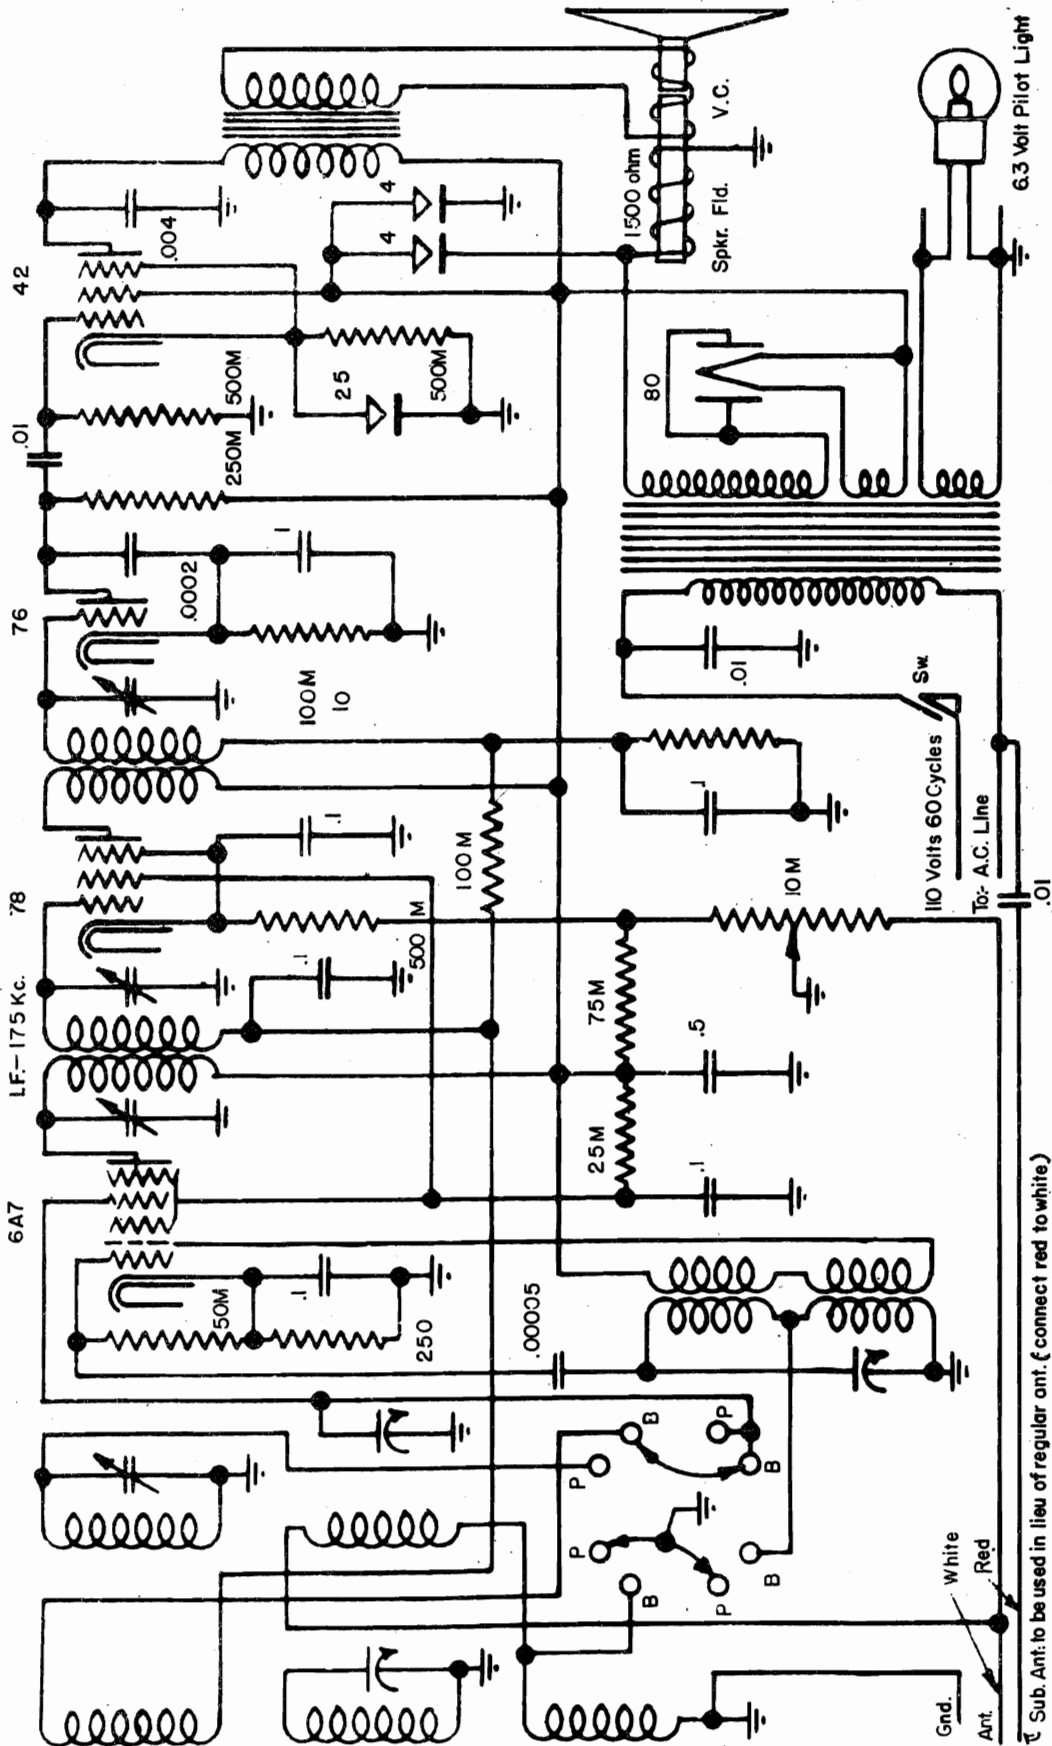 6A7
I.F.-175 Kc.
78
76
42
.01
50M
.1
250
.00005
.1
500 M
.1
100M
100M
10
.0002
.1
250M
500M
25
500M
.004
4
4
25M
.1
75M
.5
10M
.1
.01
80
1500 ohm
Spkr. Fld.
V.C.
6.3 Volt Pilot Light
Sw.
110 Volts 60Cycles
To:- A.C. Line
.01
P
B
P
B
P
B
P
B
Gnd.
Ant.
White
Red
Sub. Ant: to be used in lieu of regular ant. (connect red to white)